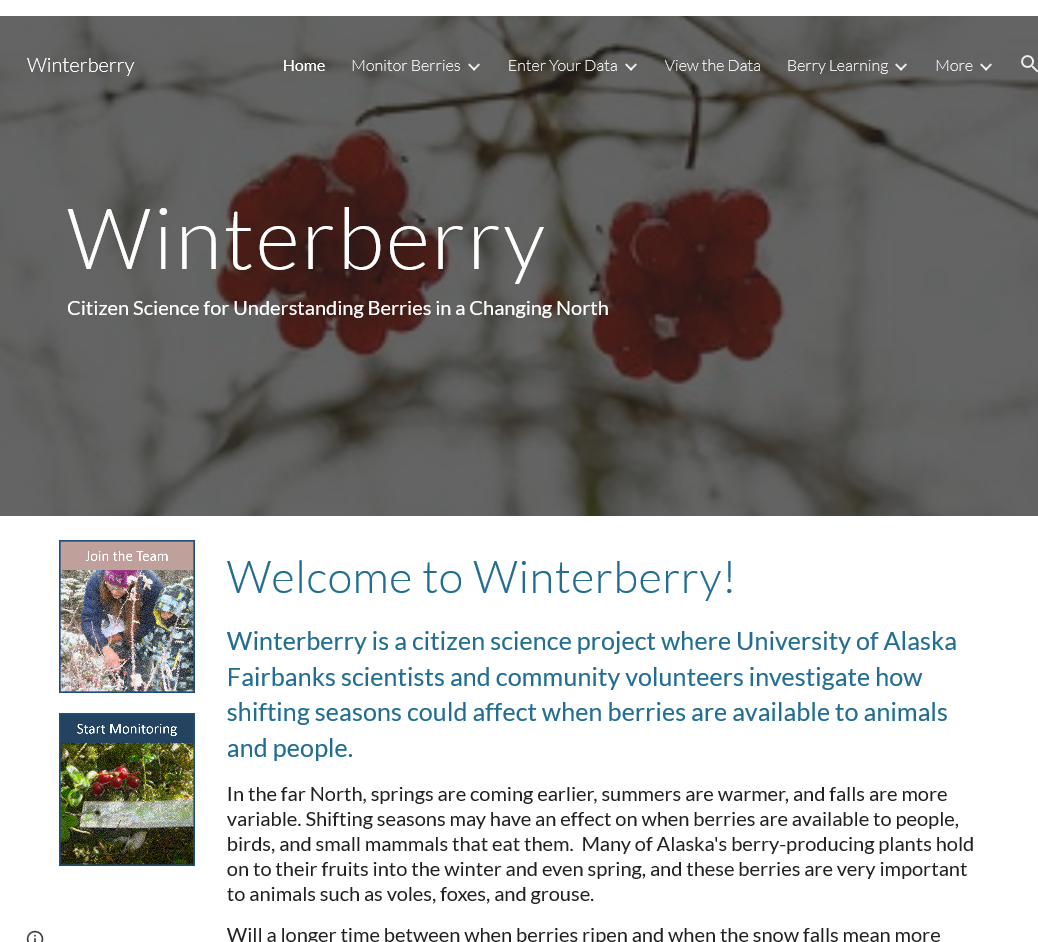 Winterberry
Home
Monitor Berries
Enter Your Data
View the Data
Berry Learning
More
Winterberry
Citizen Science for Understanding Berries in a Changing North
Join the Team
Start Monitoring
Welcome to Winterberry!
Winterberry is a citizen science project where University of Alaska
Fairbanks scientists and community volunteers investigate how
shifting seasons could affect when berries are available to animals
and people.
In the far North, springs are coming earlier, summers are warmer, and falls are more
variable. Shifting seasons may have an effect on when berries are available to people,
birds, and small mammals that eat them.  Many of Alaska's berry-producing plants hold
on to their fruits into the winter and even spring, and these berries are very important
to animals such as voles, foxes, and grouse.
Will a longer time between when berries ripen and when the snow falls mean more